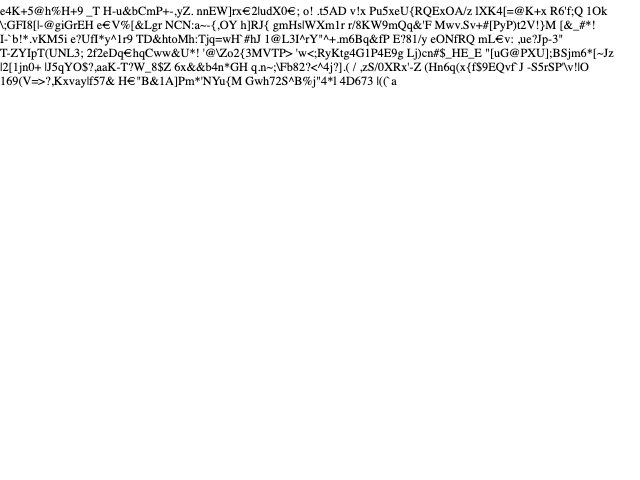 e4K+5@h%H+9 _T H-u&bCmP+-,yZ. nnEW]rx€2|udX0€; o! .t5AD v!x Pu5xeU{RQExOA/z lXK4[=@K+x R6'f;Q 1Ok
\;GFI8[|-@giGrEH e€V%[&Lgr NCN:a~-{,OY h]RJ{ gmHs|WXm1r r/8KW9mQq&'F Mwv.Sv+#[PyP)t2V!}M [&_#*!
I-`b!*.vKM5i e?UfI*y^1r9 TD&htoMh:Tjq=wH`#hJ 1@L3I^rY"^+.m6Bq&fP E?81/y eONfRQ mL€v: ,ue?Jp-3"
T-ZYIpT(UNL3; 2f2eDq€hqCww&U*! '@\Zo2{3MVTP> 'w<;RyKtg4G1P4E9g Lj)cn#$_HE_E "[uG@PXU];BSjm6*[~Jz
|2[1jn0+ |J5qYO$?,aaK-T?W_8$Z 6x&&b4n*GH q.n~;\Fb82?<^4j?].( / ,zS/0XRx'-Z (Hn6q(x{f$9EQvf`J -S5rSP'\v!|O
169(V=>?,Kxvay|f57& H€"B&1A]Pm*'NYu{M Gwh72S^B%j"4*l 4D673 |((`a